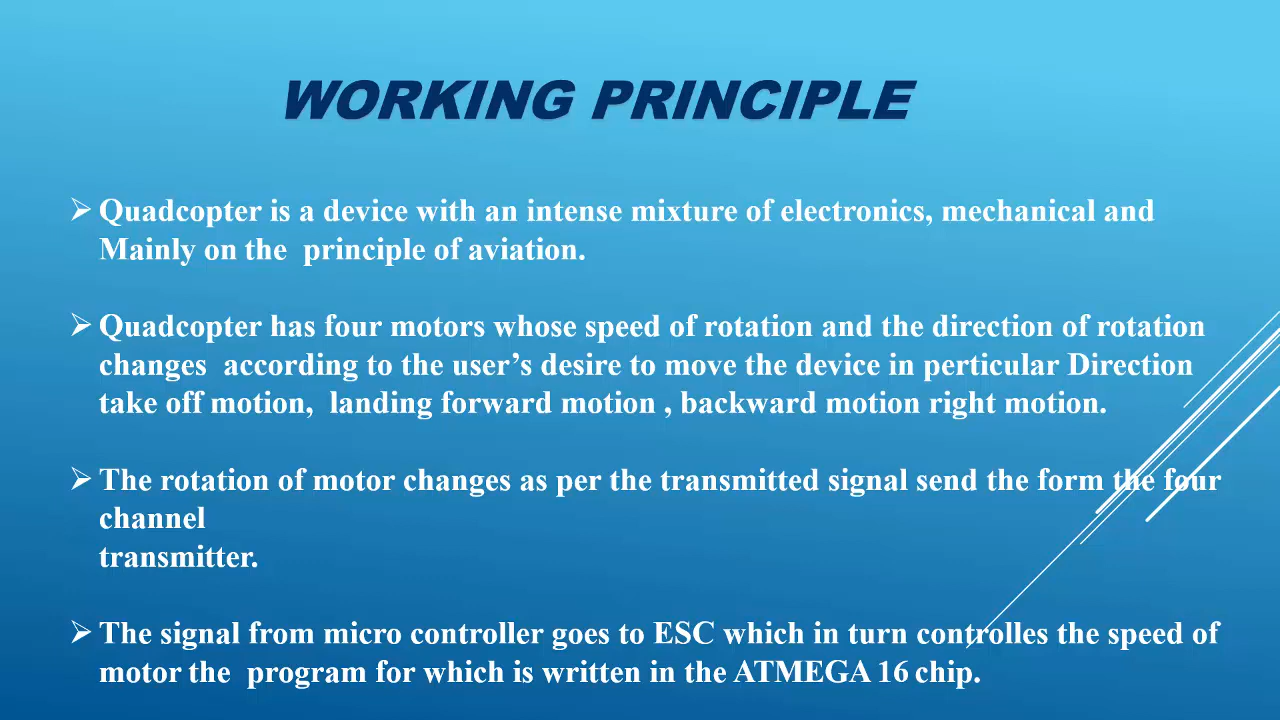 WORKING PRINCIPLE
➢ Quadcopter is a device with an intense mixture of electronics, mechanical and
Mainly on the  principle of aviation.
➢ Quadcopter has four motors whose speed of rotation and the direction of rotation
changes  according to the user’s desire to move the device in perticular Direction
take off motion,  landing forward motion , backward motion right motion.
➢ The rotation of motor changes as per the transmitted signal send the form the four
channel
transmitter.
➢ The signal from micro controller goes to ESC which in turn controlles the speed of
motor the  program for which is written in the ATMEGA 16 chip.